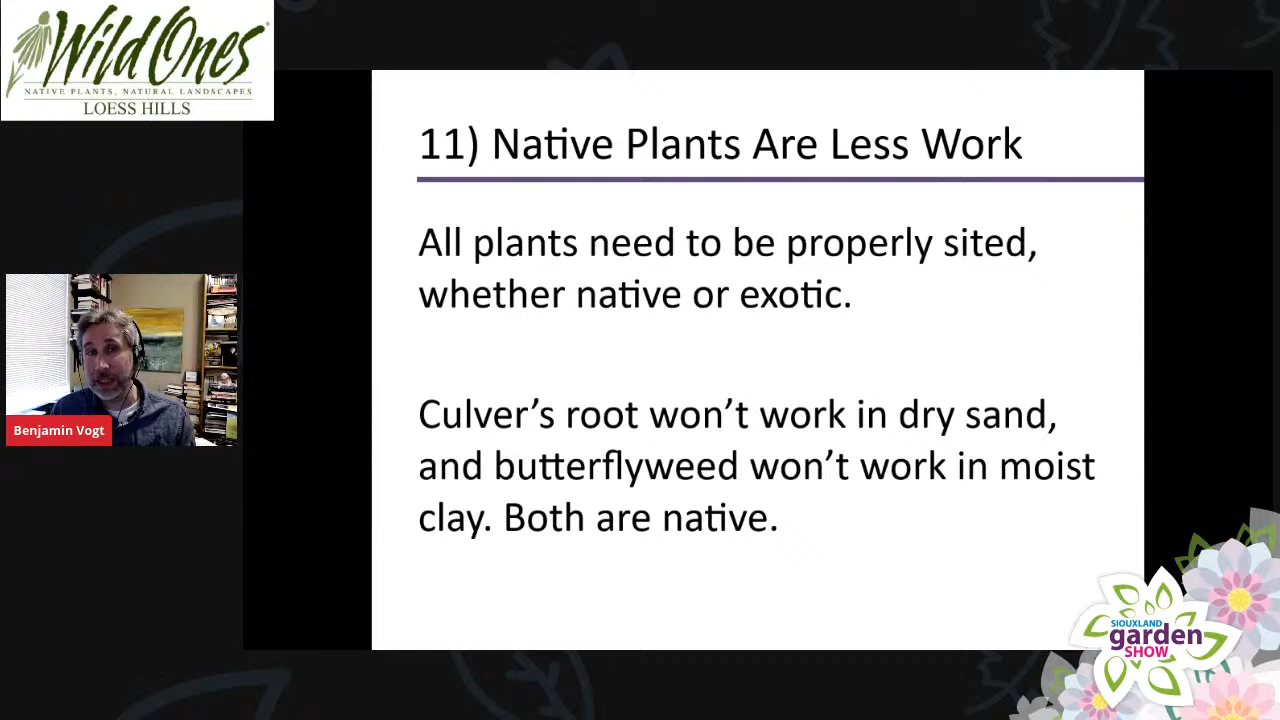 Wild Ones
NATIVE PLANTS, NATURAL LANDSCAPES
LOESS HILLS
11) Native Plants Are Less Work
All plants need to be properly sited,
whether native or exotic.
Culver’s root won’t work in dry sand,
and butterflyweed won’t work in moist
clay. Both are native.
Benjamin Vogt
SIOUXLAND
garden
SHOW